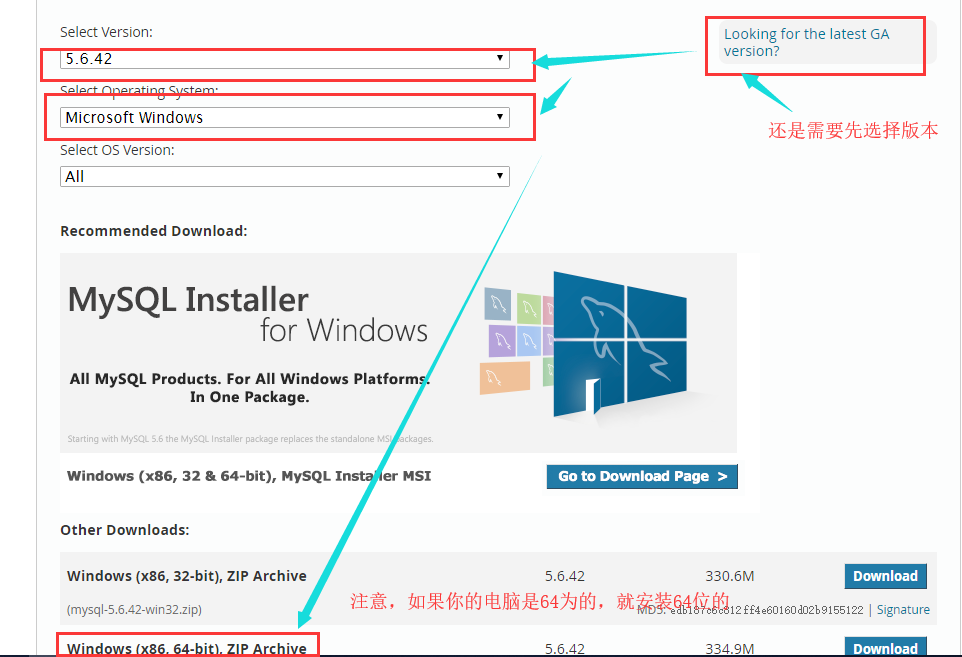 Select Version:
Looking for the latest GA
version?
5.6.42
Select Operating System:
Microsoft Windows
还是需要先选择版本
Select OS Version:
All
Recommended Download:
MySQL Installer
for Windows
All MySQL Products. For All Windows Platforms.
In One Package.
Starting with MySQL 5.6 the MySQL Installer package replaces the standalone MSI packages.
Windows (x86, 32 & 64-bit), MySQL Installer MSI
Go to Download Page >
Other Downloads:
Windows (x86, 32-bit), ZIP Archive 5.6.42 330.6M Download
注意，如果你的电脑是64为的，就安装64位的
(mysql-5.6.42-win32.zip) MD5: | Signature
Windows (x86, 64-bit), ZIP Archive 5.6.42 334.9M Download